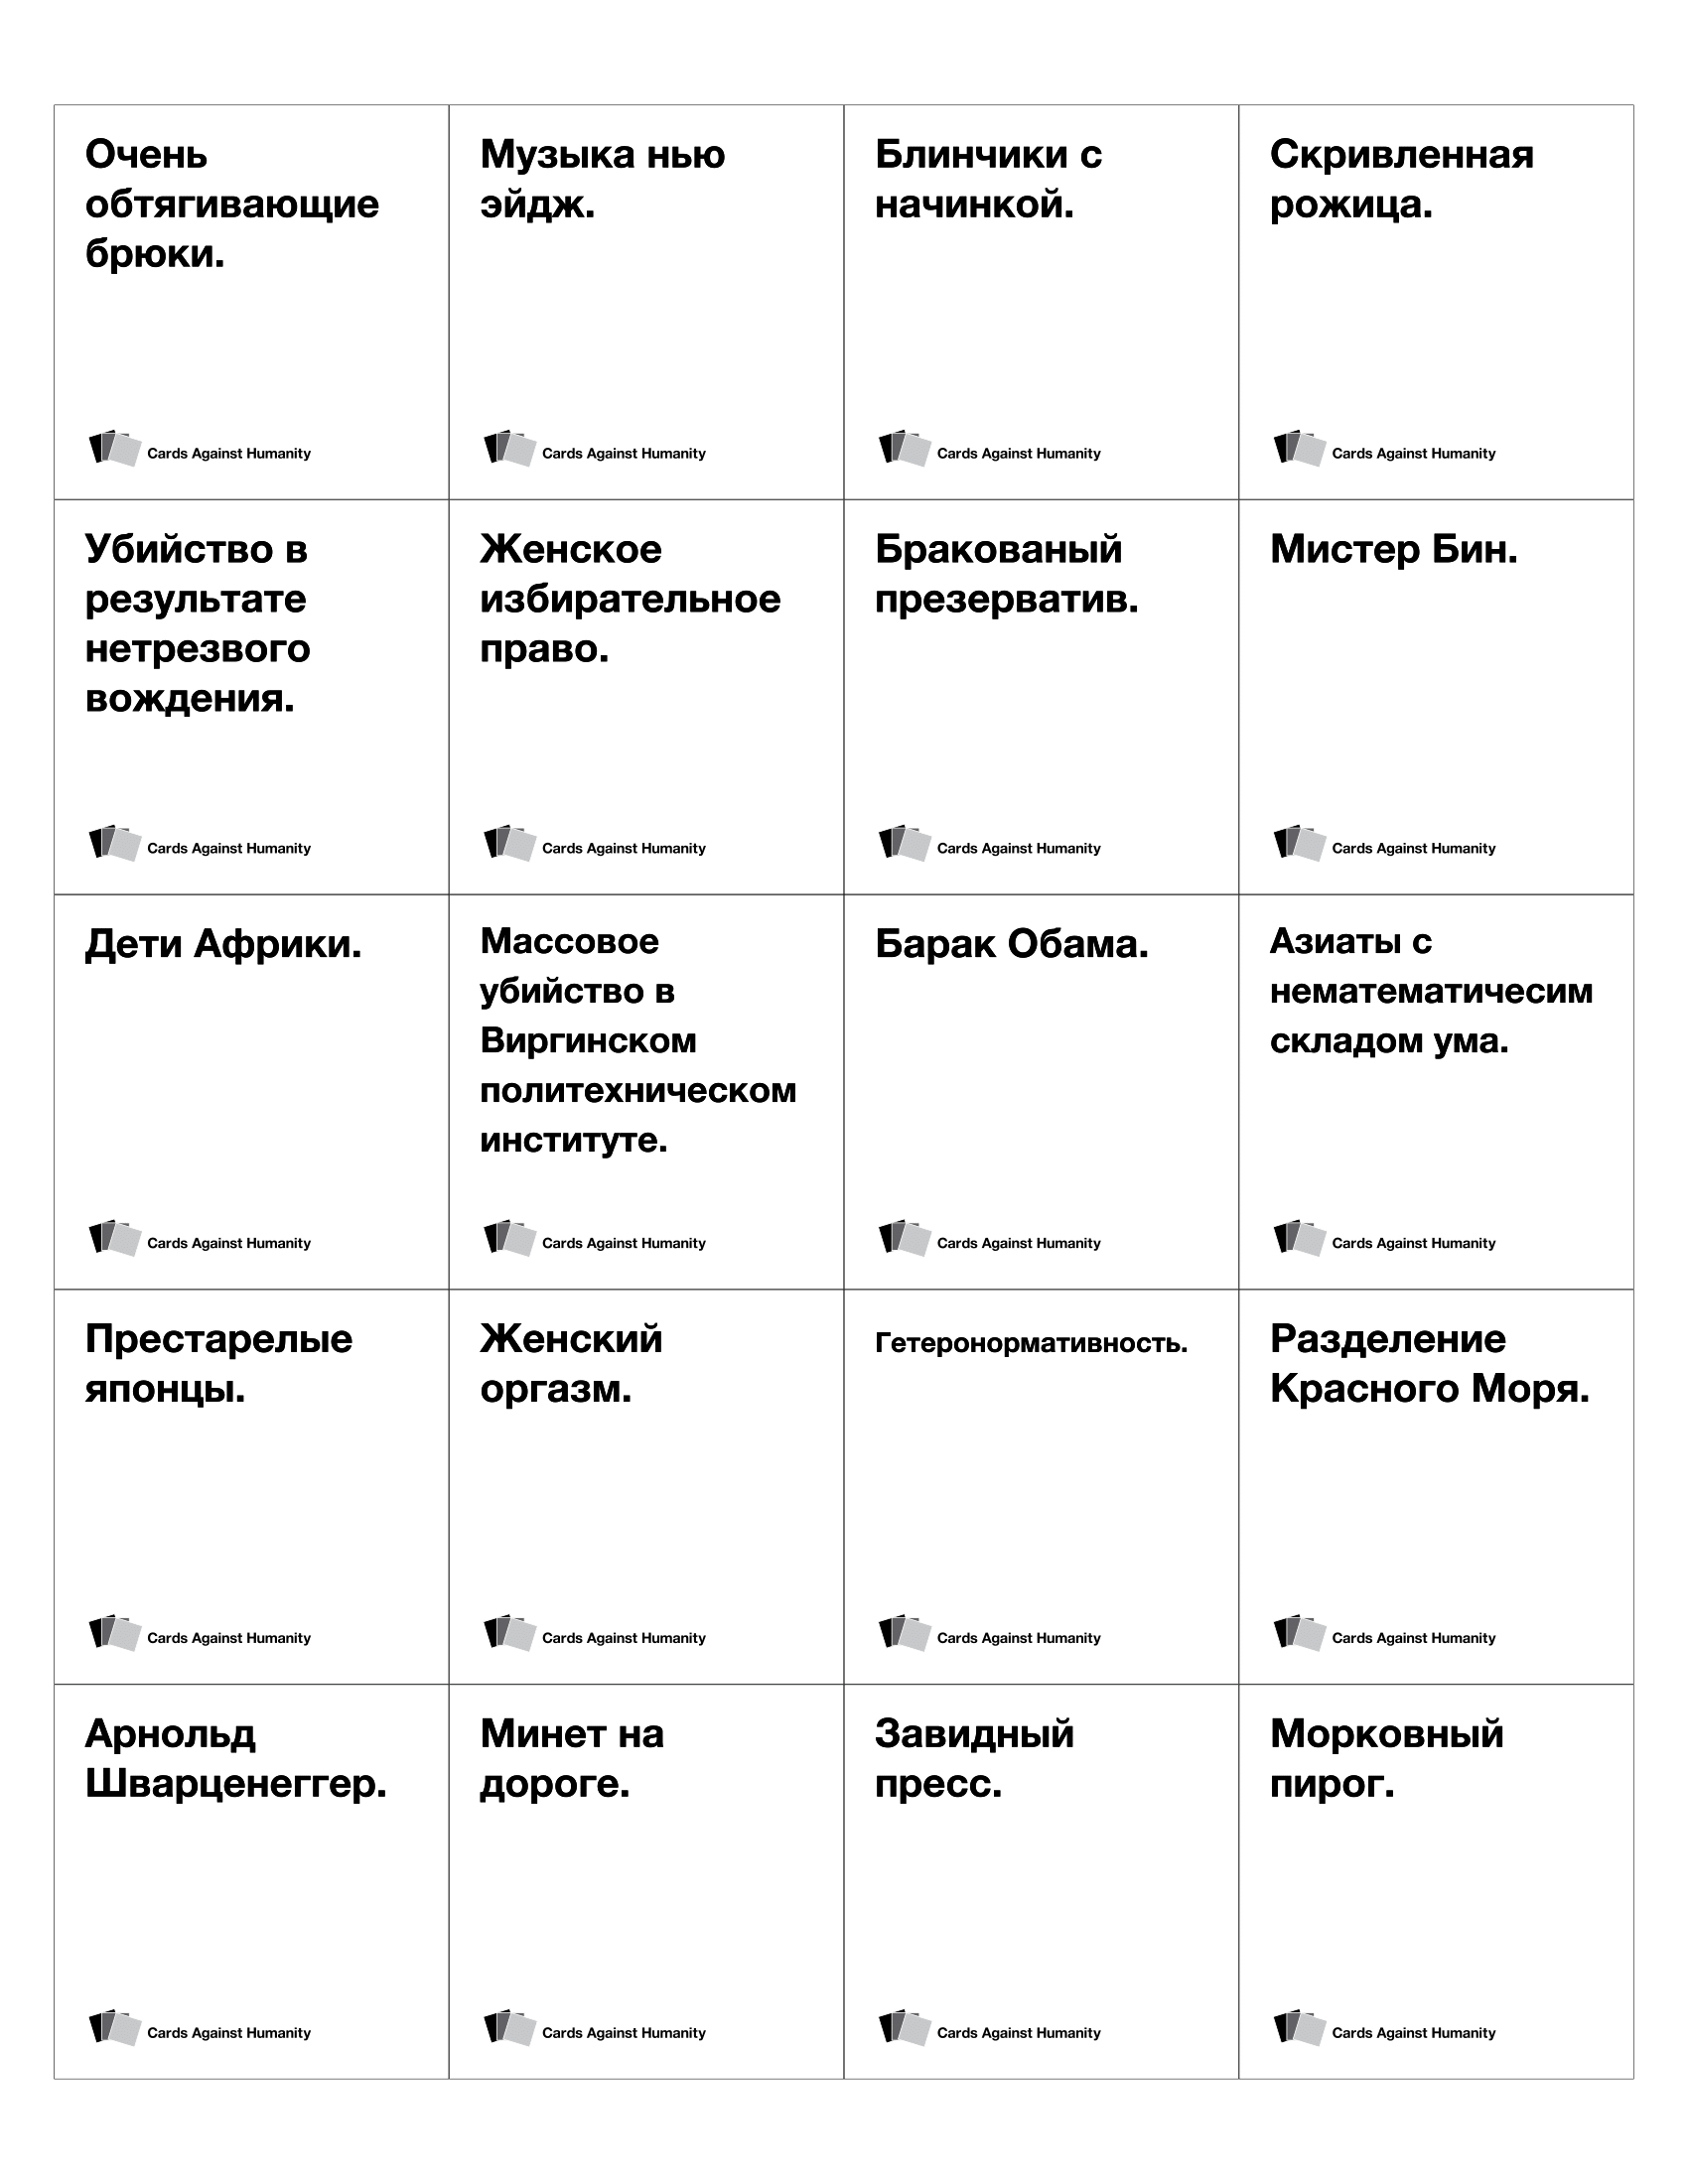 Очень
обтягивающие
брюки.
Cards Against Humanity
Музыка нью
эйдж.
Cards Against Humanity
Блинчики с
начинкой.
Cards Against Humanity
Скривленная
рожица.
Cards Against Humanity
Убийство в
результате
нетрезвого
вождения.
Cards Against Humanity
Женское
избирательное
право.
Cards Against Humanity
Бракованый
презерватив.
Cards Against Humanity
Мистер Бин.
Cards Against Humanity
Дети Африки.
Cards Against Humanity
Массовое
убийство в
Виргинском
политехническом
институте.
Cards Against Humanity
Барак Обама.
Cards Against Humanity
Азиаты с
нематематичесим
складом ума.
Cards Against Humanity
Престарелые
японцы.
Cards Against Humanity
Женский
оргазм.
Cards Against Humanity
Гетеронормативность.
Cards Against Humanity
Разделение
Красного Моря.
Cards Against Humanity
Арнольд
Шварценеггер.
Cards Against Humanity
Минет на
дороге.
Cards Against Humanity
Завидный
пресс.
Cards Against Humanity
Морковный
пирог.
Cards Against Humanity